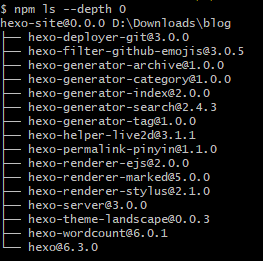 $ npm ls --depth 0
hexo-site@0.0.0 D:\Downloads\blog
├── hexo-deployer-git@3.0.0
├── hexo-filter-github-emojis@3.0.5
├── hexo-generator-archive@1.0.0
├── hexo-generator-category@1.0.0
├── hexo-generator-index@2.0.0
├── hexo-generator-search@2.4.3
├── hexo-generator-tag@1.0.0
├── hexo-helper-live2d@3.1.1
├── hexo-permalink-pinyin@1.1.0
├── hexo-renderer-ejs@2.0.0
├── hexo-renderer-marked@5.0.0
├── hexo-renderer-stylus@2.1.0
├── hexo-server@3.0.0
├── hexo-theme-landscape@0.0.3
├── hexo-wordcount@6.0.1
└── hexo@6.3.0